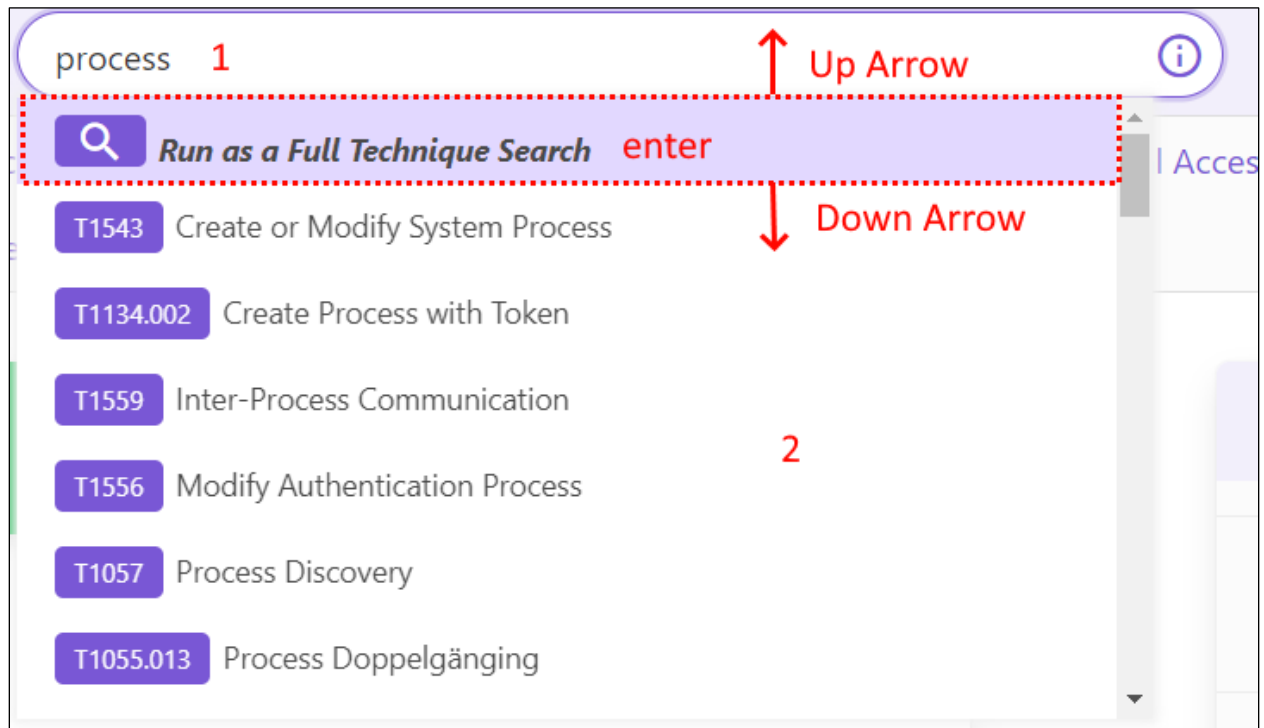 process 1
Up Arrow
Run as a Full Technique Search enter
l Acces
T1543 Create or Modify System Process
Down Arrow
T1134.002 Create Process with Token
T1559 Inter-Process Communication
2
T1556 Modify Authentication Process
T1057 Process Discovery
T1055.013 Process Doppelgänging